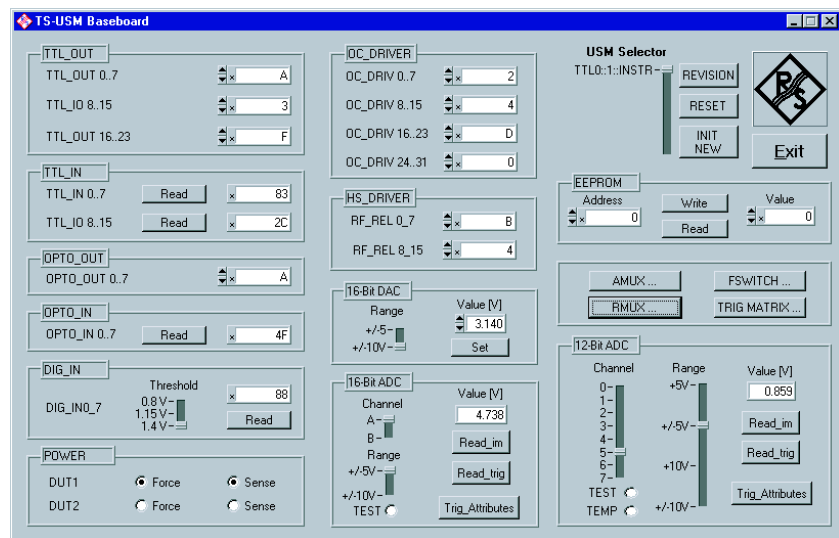 TS-USM Baseboard
TTL_OUT
TTL_OUT 0..7 x A
TTL_IO 8..15 x 3
TTL_OUT 16..23 x F
TTL_IN
TTL_IN 0..7 Read x 83
TTL_IO 8..15 Read x 2C
OPTO_OUT
OPTO_OUT 0..7 x A
OPTO_IN
OPTO_IN 0..7 Read x 4F
DIG_IN
Threshold
DIG_IN0_7
0.8 V
1.15 V
1.4 V
x 88
Read
POWER
DUT1 Force Sense
DUT2 Force Sense
OC_DRIVER
OC_DRIV 0..7 x 2
OC_DRIV 8..15 x 4
OC_DRIV 16..23 x D
OC_DRIV 24..31 x 0
HS_DRIVER
RF_REL 0_7 x B
RF_REL 8_15 x 4
16-Bit DAC
Range
+/-5
+/-10V
Value [V]
3.140
Set
16-Bit ADC
Channel
A
B
Range
+/-5V
+/-10V
TEST
Value [V]
4.738
Read_im
Read_trig
Trig_Attributes
USM Selector
TTL0::1::INSTR
REVISION
RESET
INIT
NEW
R
S
Exit
EEPROM
Address
x 0
Write
Read
Value
x 0
AMUX ... FSWITCH ...
RMUX ... TRIG MATRIX ...
12-Bit ADC
Channel
0
1
2
3
4
5
6
7
TEST
TEMP
Range
+5V
+/-5V
+10V
+/-10V
Value [V]
0.859
Read_im
Read_trig
Trig_Attributes